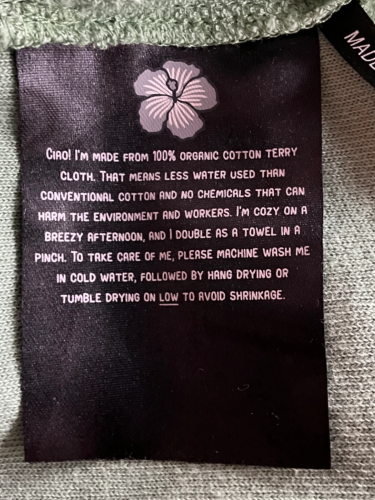 MADE
CIAO! I'M MADE FROM 100% ORGANIC COTTON TERRY
CLOTH. THAT MEANS LESS WATER USED THAN
CONVENTIONAL COTTON AND NO CHEMICALS THAT CAN
HARM THE ENVIRONMENT AND WORKERS. I'M COZY ON A
BREEZY AFTERNOON, AND I DOUBLE AS A TOWEL IN A
PINCH. TO TAKE CARE OF ME, PLEASE MACHINE WASH ME
IN COLD WATER, FOLLOWED BY HANG DRYING OR
TUMBLE DRYING ON LOW TO AVOID SHRINKAGE.